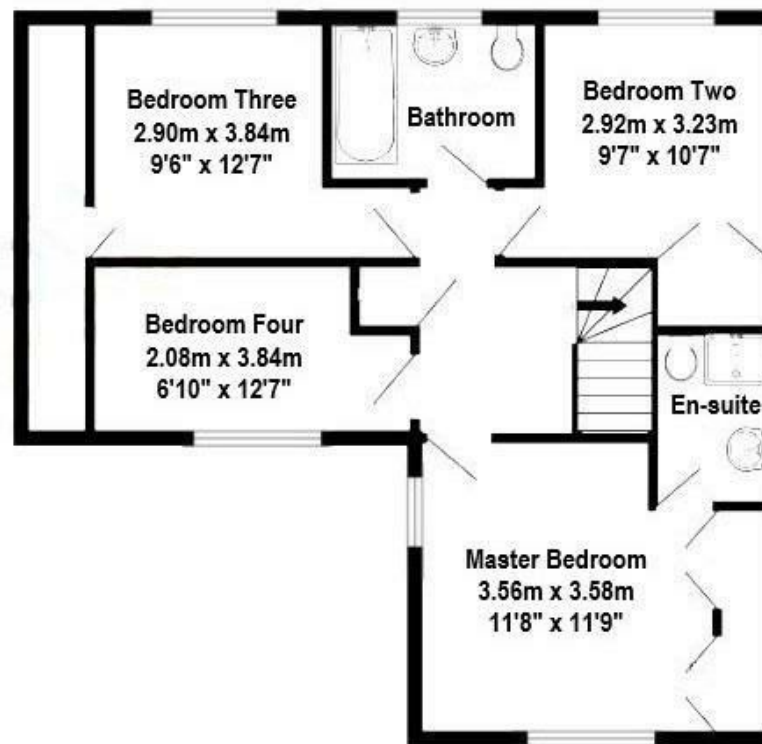 Bedroom Three
2.90m x 3.84m
9'6" x 12'7"
Bathroom
Bedroom Two
2.92m x 3.23m
9'7" x 10'7"
Bedroom Four
2.08m x 3.84m
6'10" x 12'7"
En-suite
Master Bedroom
3.56m x 3.58m
11'8" x 11'9"